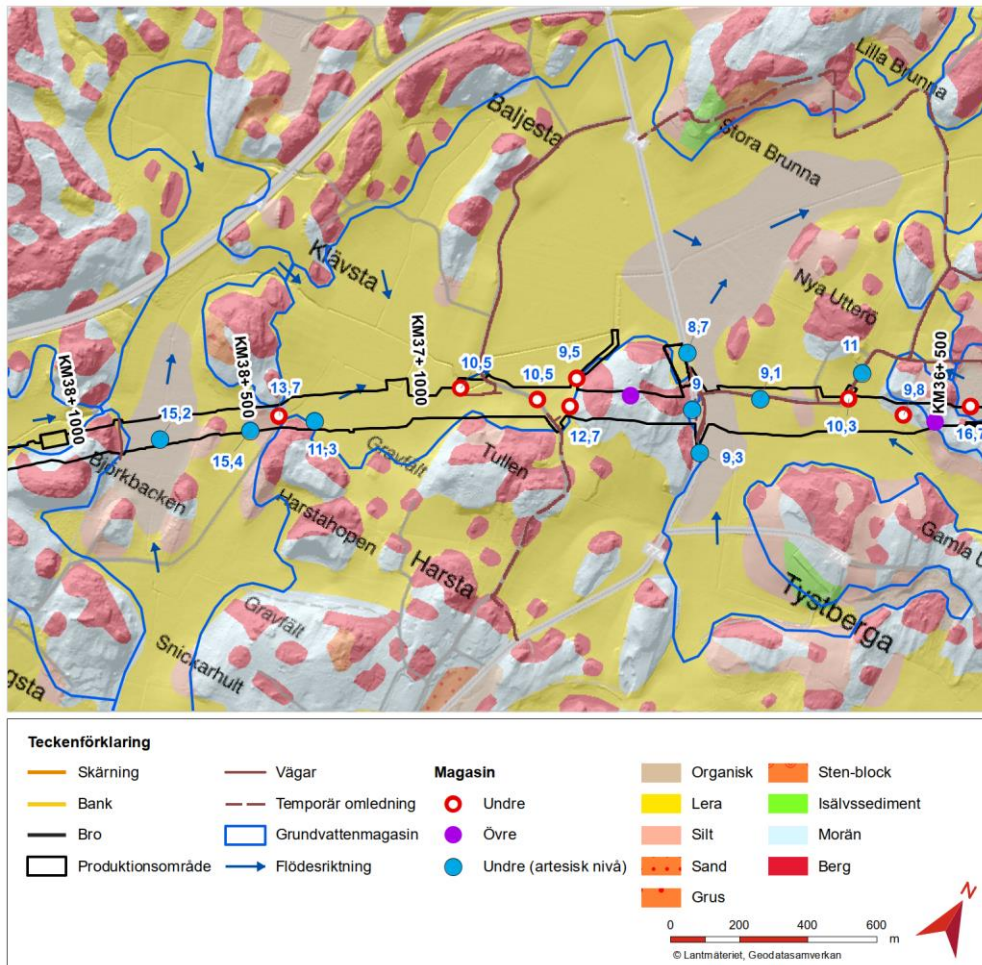 Lilla Brunna
Baljesta
Stora Brunna
Klävsta
Nya Utterö
8,7
11
9,5
10,5
10,5
9
9,1
9,8
KM36+ 500
KM37+ 1000
13,7
KM38+ 500
KM38+ 1000
15,2
15,4
11,3
12,7
9,3
10,3
16,7
Björkbacken
Gravfält
Tullen
Harstahopen
Harsta
Gamla
Tystberga
Gravfält
Snickarhult
gsta
Teckenförklaring
Skärning
Bank
Bro
Produktionsområde
Vägar
Temporär omledning
Grundvattenmagasin
Flödesriktning
Magasin
Undre
Övre
Undre (artesisk nivå)
Organisk
Lera
Silt
Sand
Grus
Sten-block
Isälvssediment
Morän
Berg
N
0 200 400 600
m
© Lantmäteriet, Geodatasamverkan